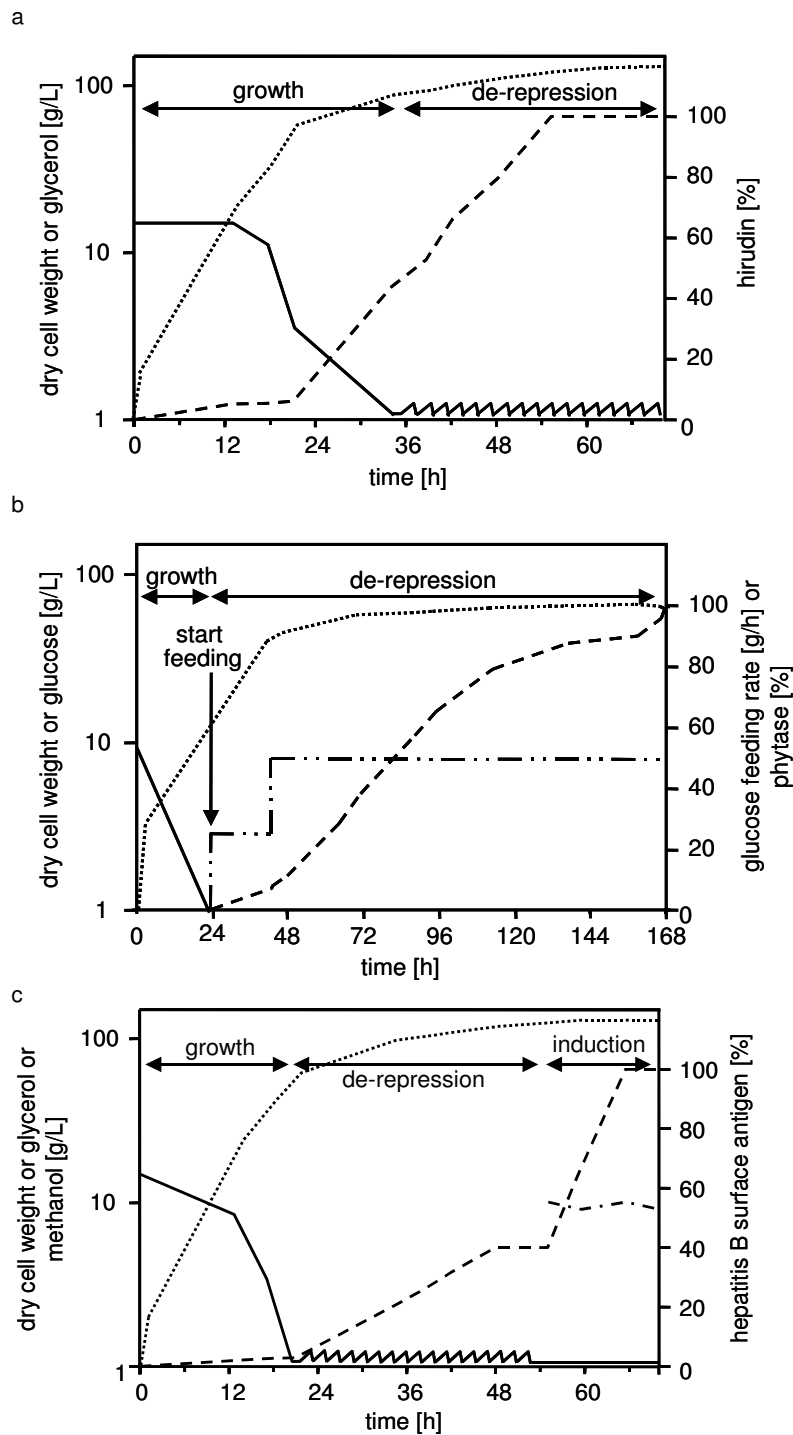 a
dry cell weight or glycerol [g/L]
100
10
1
growth
de-repression
100
80
60
40
20
0
hirudin [%]
0 12 24 36 48 60
time [h]
b
dry cell weight or glucose [g/L]
100
10
1
growth
de-repression
start
feeding
100
80
60
40
20
0
glucose feeding rate [g/h] or
phytase [%]
0 24 48 72 96 120 144 168
time [h]
c
dry cell weight or glycerol or
methanol [g/L]
100
10
1
growth
de-repression
induction
100
80
60
40
20
0
hepatitis B surface antigen [%]
0 12 24 36 48 60
time [h]